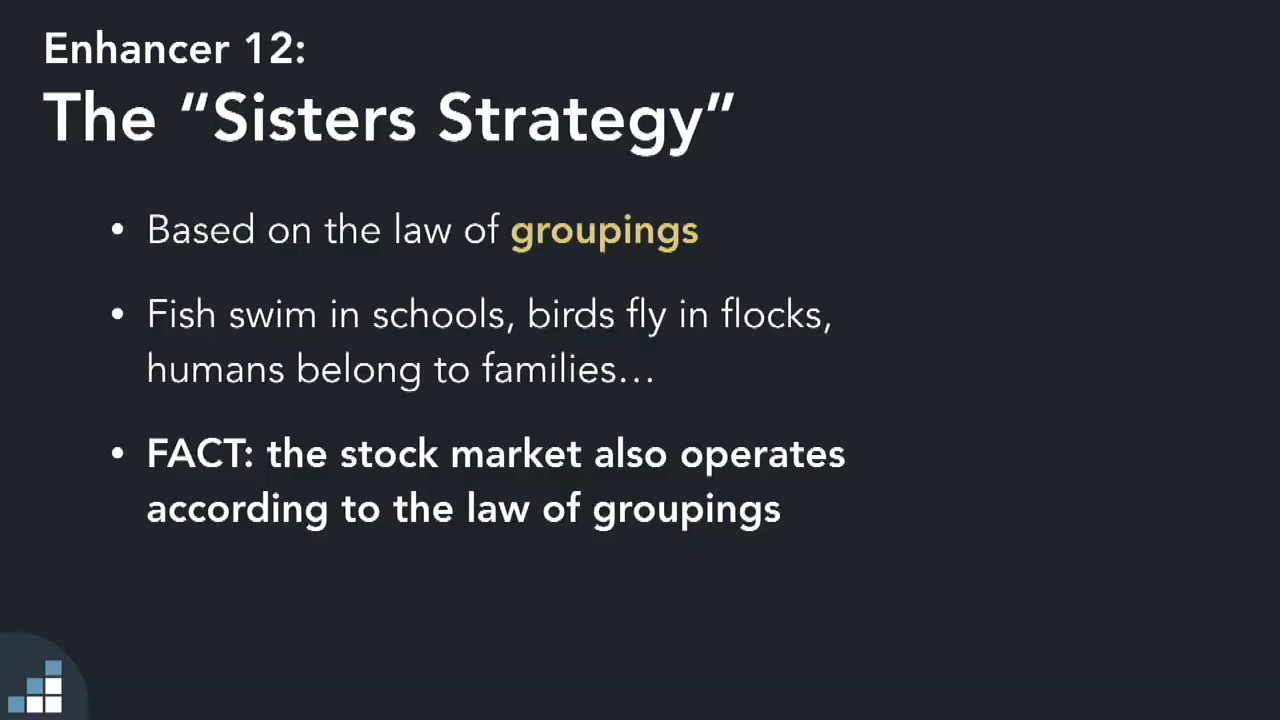 Enhancer 12:
The “Sisters Strategy”
• Based on the law of groupings
• Fish swim in schools, birds fly in flocks,
humans belong to families…
• FACT: the stock market also operates
according to the law of groupings